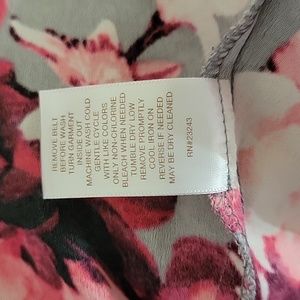 REMOVE BELT
BEFORE WASH
TURN GARMENT
INSIDE OUT
MACHINE WASH COLD
GENTLE CYCLE
WITH LIKE COLORS
ONLY NON-CHLORINE
BLEACH WHEN NEEDED
TUMBLE DRY LOW
REMOVE PROMPTLY
COOL IRON ON
REVERSE IF NEEDED
MAY BE DRY CLEANED
RN#23243